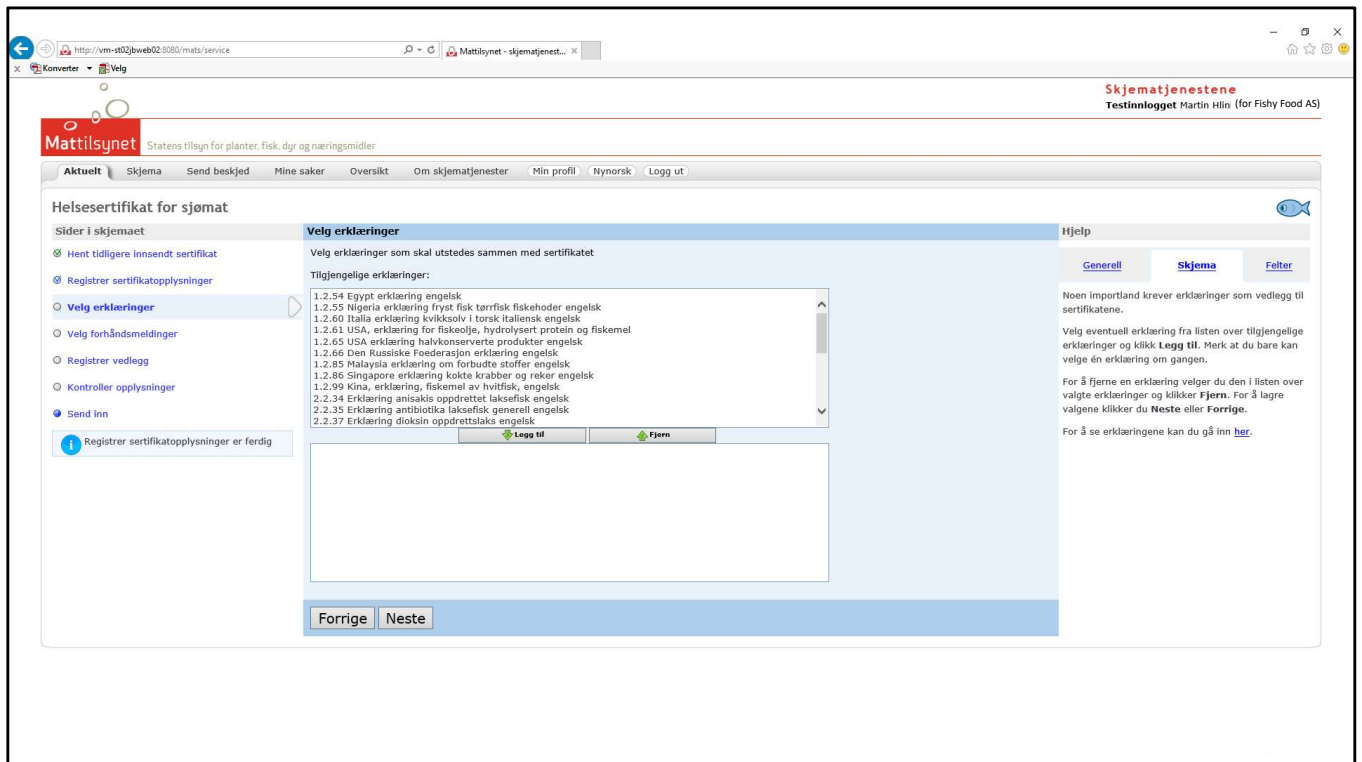 http://vm-st02jbweb02:8080/mats/service
Mattilsynet - skjematjenest...
x Konverter Velg
Skjematjenestene
Testinnlogget Martin Hlin (for Fishy Food AS)
Mattilsynet Statens tilsyn for planter, fisk, dyr og næringsmidler
Aktuelt Skjema Send beskjed Mine saker Oversikt Om skjematjenester Min profil Nynorsk Logg ut
Helsesertifikat for sjømat
Sider i skjemaet
Hent tidligere innsendt sertifikat
Registrer sertifikatopplysninger
Velg erklæringer
Velg forhåndsmeldinger
Registrer vedlegg
Kontroller opplysninger
Send inn
Registrer sertifikatopplysninger er ferdig
Velg erklæringer
Velg erklæringer som skal utstedes sammen med sertifikatet
Tilgjengelige erklæringer:
1.2.54 Egypt erklæring engelsk
1.2.55 Nigeria erklæring fryst fisk tørrfisk fiskehoder engelsk
1.2.60 Italia erklæring kvikksolv i torsk italiensk engelsk
1.2.61 USA, erklæring for fiskeolje, hydrolysert protein og fiskemel
1.2.65 USA erklæring halvkonserverte produkter engelsk
1.2.66 Den Russiske Foederasjon erklæring engelsk
1.2.85 Malaysia erklæring om forbudte stoffer engelsk
1.2.86 Singapore erklæring kokte krabber og reker engelsk
1.2.99 Kina, erklæring, fiskemel av hvitfisk, engelsk
2.2.34 Erklæring anisakis oppdrettet laksefisk engelsk
2.2.35 Erklæring antibiotika laksefisk generell engelsk
2.2.37 Erklæring dioksin oppdrettslaks engelsk
Legg til Fjern
Forrige Neste
Hjelp
Generell Skjema Felter
Noen importland krever erklæringer som vedlegg til
sertifikatene.
Velg eventuell erklæring fra listen over tilgjengelige
erklæringer og klikk Legg til. Merk at du bare kan
velge én erklæring om gangen.
For å fjerne en erklæring velger du den i listen over
valgte erklæringer og klikker Fjern. For å lagre
valgene klikker du Neste eller Forrige.
For å se erklæringene kan du gå inn her.